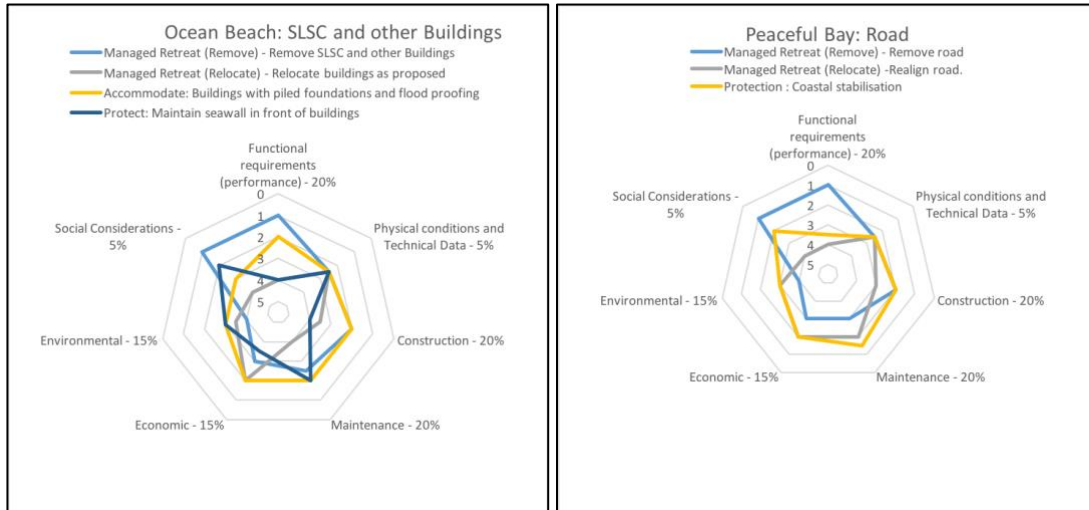 Ocean Beach: SLSC and other Buildings
Managed Retreat (Remove) - Remove SLSC and other Buildings
Managed Retreat (Relocate) - Relocate buildings as proposed
Accommodate: Buildings with piled foundations and flood proofing
Protect: Maintain seawall in front of buildings
Functional
requirements
(performance) - 20%
0
1
2
3
4
5
Social Considerations -
5%
Physical conditions and
Technical Data - 5%
Environmental - 15%
Construction - 20%
Economic - 15%
Maintenance - 20%
Peaceful Bay: Road
Managed Retreat (Remove) - Remove road
Managed Retreat (Relocate) -Realign road.
Protection : Coastal stabilisation
Functional
requirements
(performance) - 20%
0
1
2
3
4
5
Social Considerations -
5%
Physical conditions and
Technical Data - 5%
Environmental - 15%
Construction - 20%
Economic - 15%
Maintenance - 20%